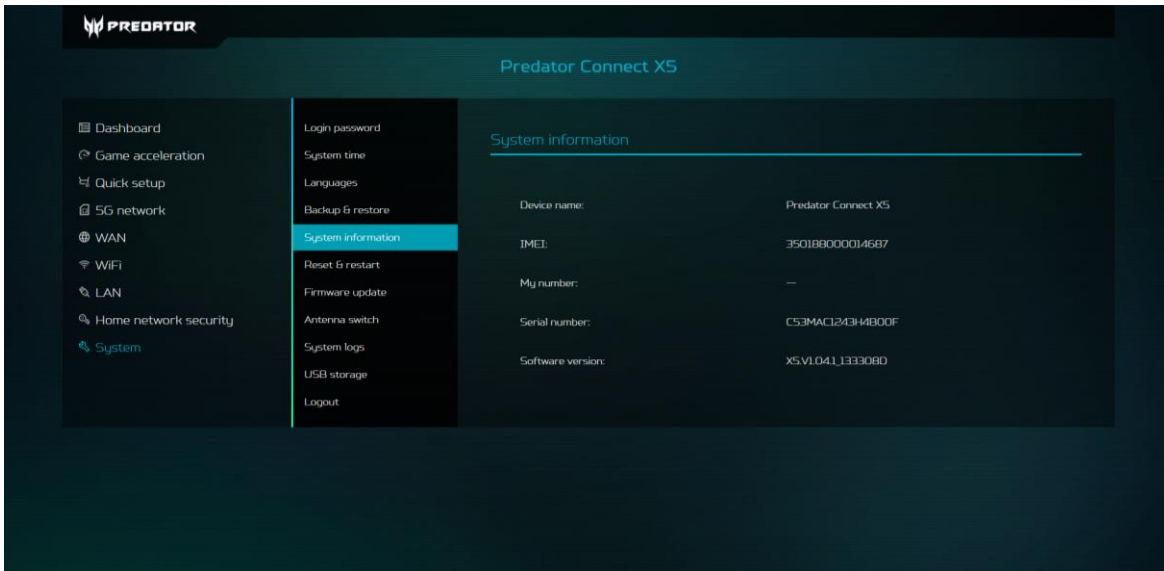 PREDATOR
Predator Connect X5
Dashboard
Game acceleration
Quick setup
5G network
WAN
WiFi
LAN
Home network security
System
Login password
System time
Languages
Backup & restore
System information
Reset & restart
Firmware update
Antenna switch
System logs
USB storage
Logout
System information
Device name: Predator Connect X5
IMEI: 350188000014687
My number: —
Serial number: C53MAC1243H4B00F
Software version: X5.V1.04.1_133308D